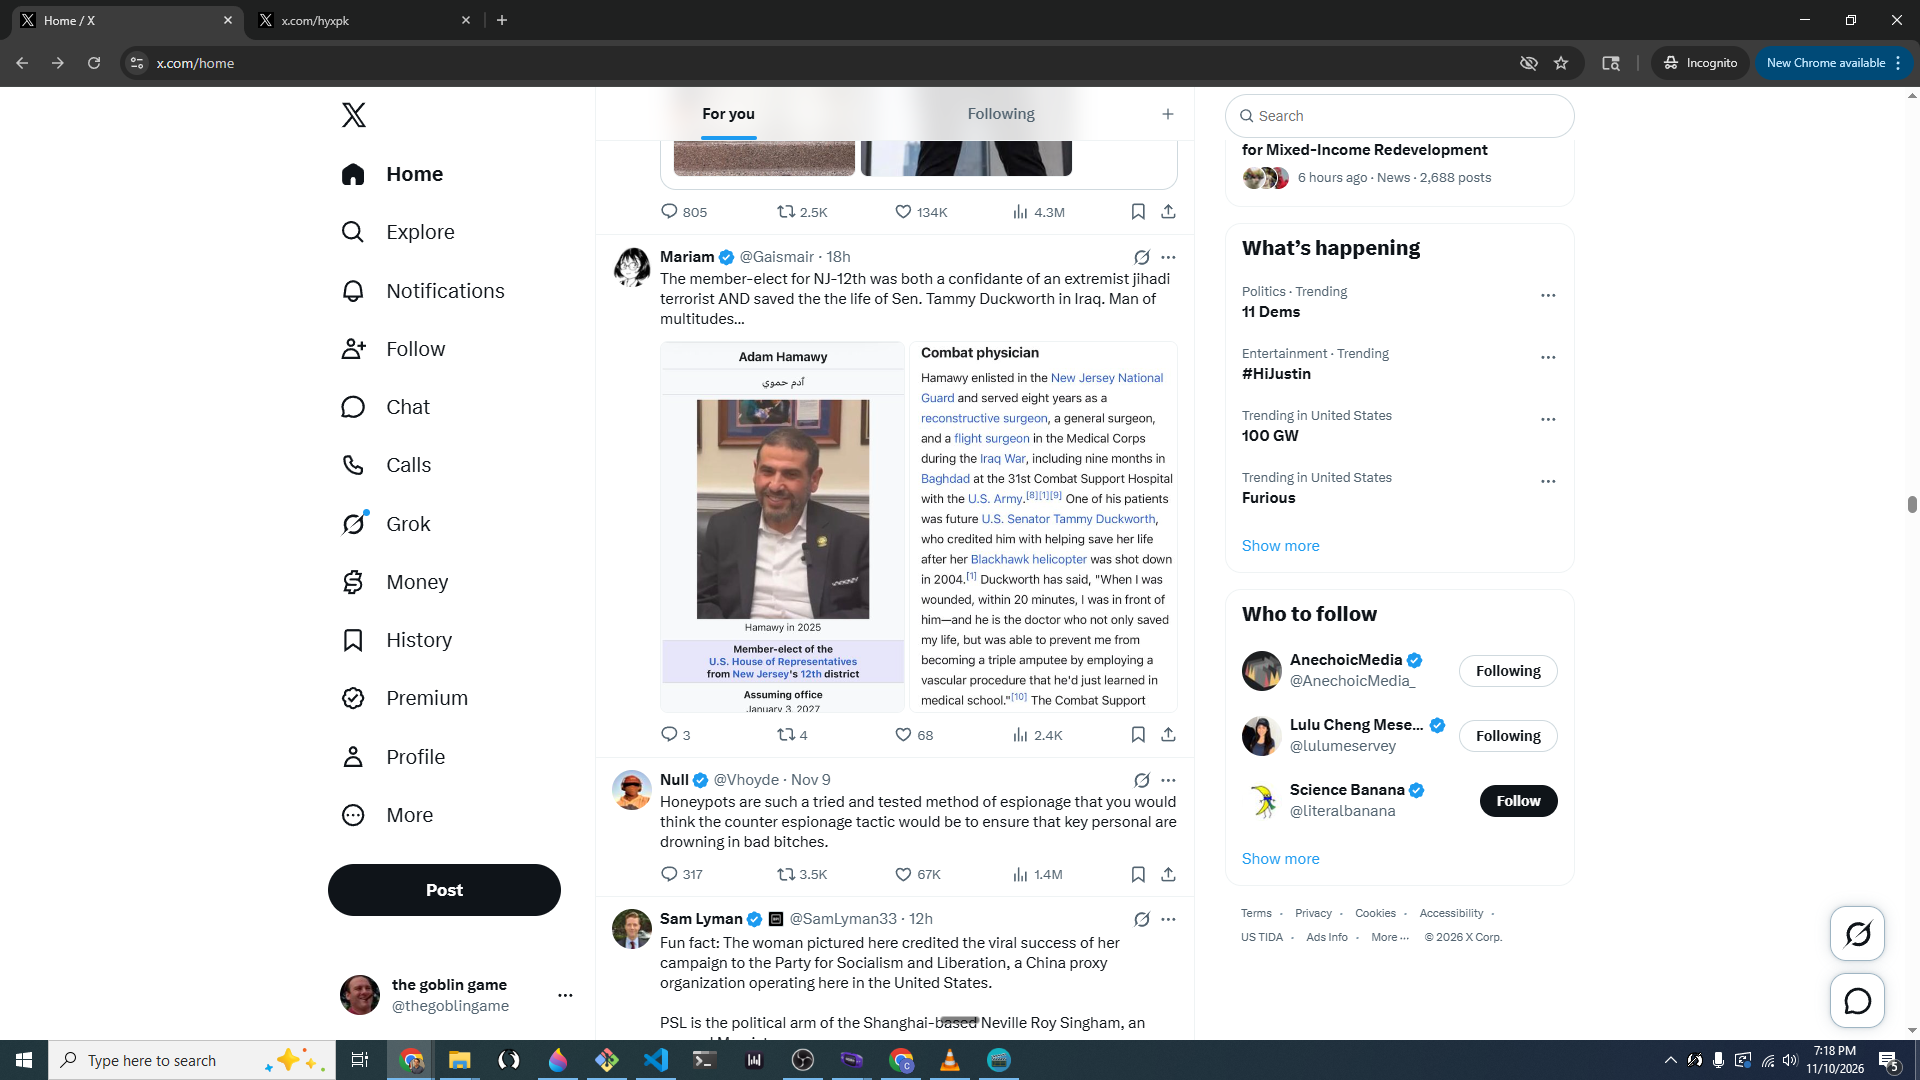 Home / X
x.com/hyxpk
x.com/home
Incognito
New Chrome available
Home
Explore
Notifications
Follow
Chat
Calls
Grok
Money
History
Premium
Profile
More
Post
the goblin game
@thegoblingame
For you
Following
805
2.5K
134K
4.3M
Mariam @Gaismair · 18h
The member-elect for NJ-12th was both a confidante of an extremist jihadi
terrorist AND saved the the life of Sen. Tammy Duckworth in Iraq. Man of
multitudes...
Adam Hamawy
آدم حموي
Hamawy in 2025
Member-elect of the
U.S. House of Representatives
from New Jersey's 12th district
Assuming office
January 3, 2027
Combat physician
Hamawy enlisted in the New Jersey National
Guard and served eight years as a
reconstructive surgeon, a general surgeon,
and a flight surgeon in the Medical Corps
during the Iraq War, including nine months in
Baghdad at the 31st Combat Support Hospital
with the U.S. Army.[8][1][9] One of his patients
was future U.S. Senator Tammy Duckworth,
who credited him with helping save her life
after her Blackhawk helicopter was shot down
in 2004.[1] Duckworth has said, "When I was
wounded, within 20 minutes, I was in front of
him—and he is the doctor who not only saved
my life, but was able to prevent me from
becoming a triple amputee by employing a
vascular procedure that he'd just learned in
medical school."[10] The Combat Support
3
4
68
2.4K
Null @Vhoyde · Nov 9
Honeypots are such a tried and tested method of espionage that you would
think the counter espionage tactic would be to ensure that key personal are
drowning in bad bitches.
317
3.5K
67K
1.4M
Sam Lyman @SamLyman33 · 12h
Fun fact: The woman pictured here credited the viral success of her
campaign to the Party for Socialism and Liberation, a China proxy
organization operating here in the United States.
PSL is the political arm of the Shanghai-based Neville Roy Singham, an
Search
for Mixed-Income Redevelopment
6 hours ago · News · 2,688 posts
What's happening
Politics · Trending
11 Dems
Entertainment · Trending
#HiJustin
Trending in United States
100 GW
Trending in United States
Furious
Show more
Who to follow
AnechoicMedia
@AnechoicMedia_
Following
Lulu Cheng Mese...
@lulumeservey
Following
Science Banana
@literalbanana
Follow
Show more
Terms · Privacy · Cookies · Accessibility ·
US TIDA · Ads Info · More ··· © 2026 X Corp.
Type here to search
7:18 PM
11/10/2026
5